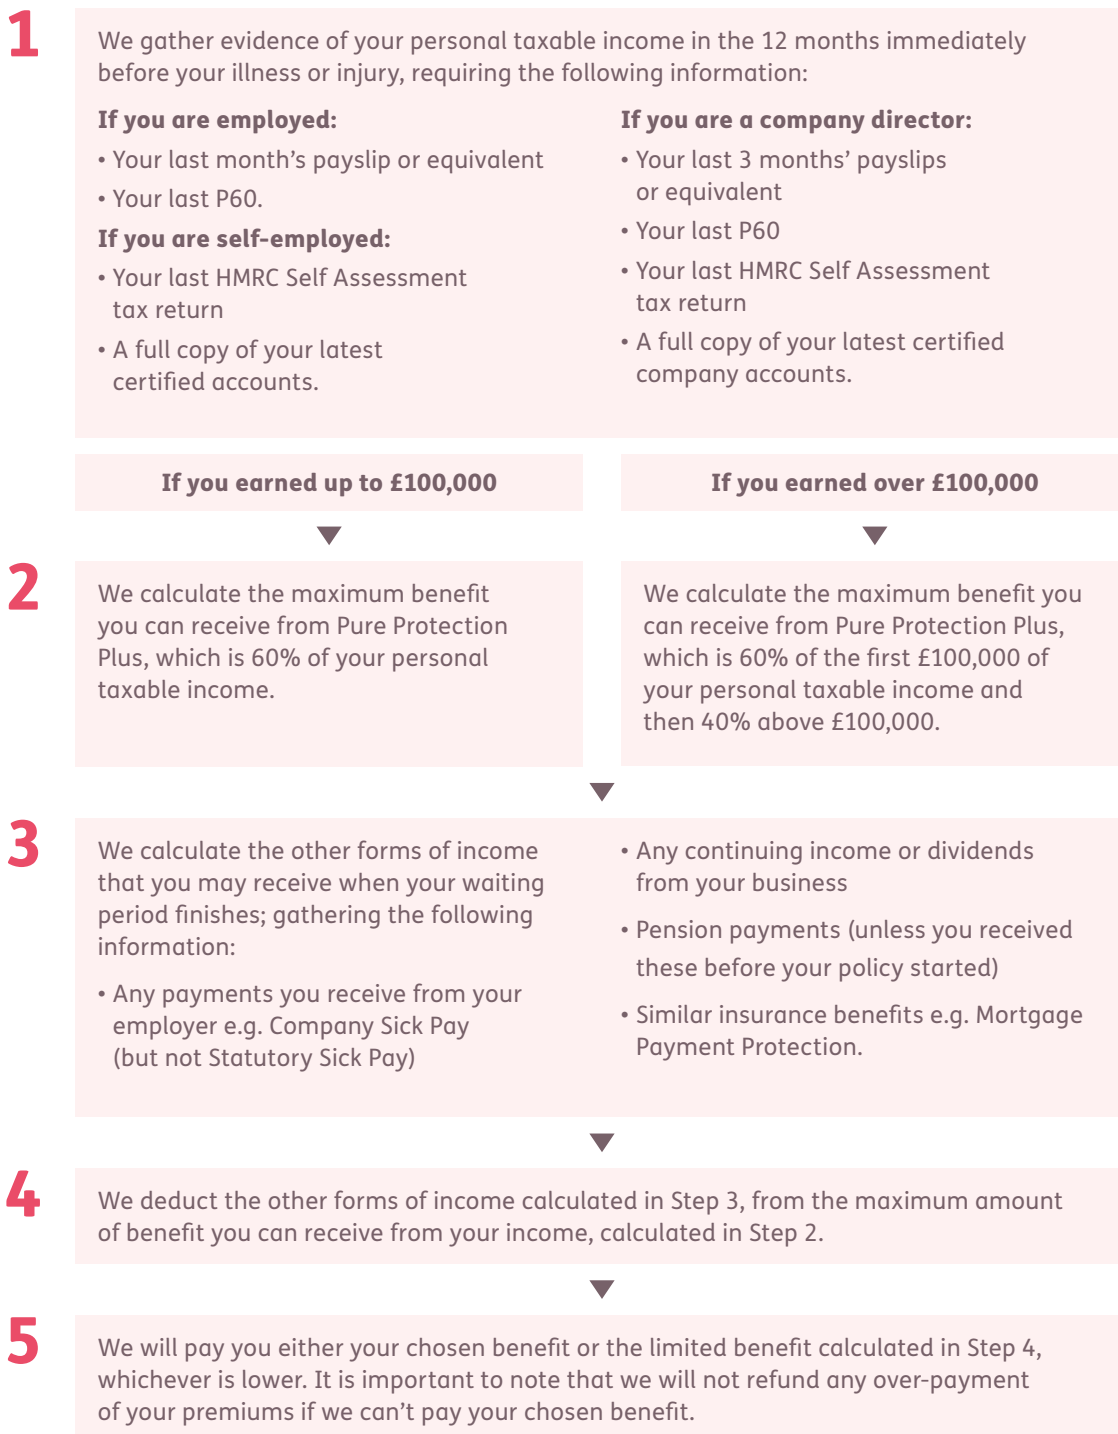 1
We gather evidence of your personal taxable income in the 12 months immediately
before your illness or injury, requiring the following information:
If you are employed:
• Your last month's payslip or equivalent
• Your last P60.
If you are self-employed:
• Your last HMRC Self Assessment
tax return
• A full copy of your latest
certified accounts.
If you are a company director:
• Your last 3 months' payslips
or equivalent
• Your last P60
• Your last HMRC Self Assessment
tax return
• A full copy of your latest certified
company accounts.
If you earned up to £100,000
If you earned over £100,000
2
We calculate the maximum benefit
you can receive from Pure Protection
Plus, which is 60% of your personal
taxable income.
We calculate the maximum benefit you
can receive from Pure Protection Plus,
which is 60% of the first £100,000 of
your personal taxable income and
then 40% above £100,000.
3
We calculate the other forms of income
that you may receive when your waiting
period finishes; gathering the following
information:
• Any payments you receive from your
employer e.g. Company Sick Pay
(but not Statutory Sick Pay)
• Any continuing income or dividends
from your business
• Pension payments (unless you received
these before your policy started)
• Similar insurance benefits e.g. Mortgage
Payment Protection.
4
We deduct the other forms of income calculated in Step 3, from the maximum amount
of benefit you can receive from your income, calculated in Step 2.
5
We will pay you either your chosen benefit or the limited benefit calculated in Step 4,
whichever is lower. It is important to note that we will not refund any over-payment
of your premiums if we can't pay your chosen benefit.